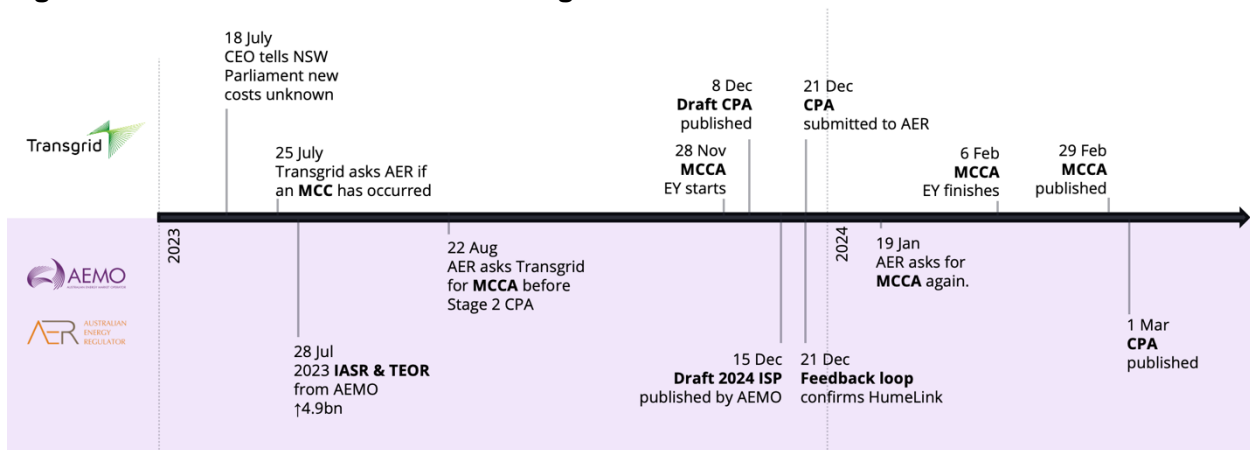 18 July
CEO tells NSW
Parliament new
costs unknown
25 July
Transgrid asks AER if
an MCC has occurred
28 Nov
MCCA
EY starts
8 Dec
Draft CPA
published
21 Dec
CPA
submitted to AER
6 Feb
MCCA
EY finishes
29 Feb
MCCA
published
Transgrid
2023
2024
AEMO
AUSTRALIAN ENERGY MARKET OPERATOR
AER
AUSTRALIAN
ENERGY
REGULATOR
28 Jul
2023 IASR & TEOR
from AEMO
↑4.9bn
22 Aug
AER asks Transgrid
for MCCA before
Stage 2 CPA
15 Dec
Draft 2024 ISP
published by AEMO
21 Dec
Feedback loop
confirms HumeLink
19 Jan
AER asks for
MCCA again.
1 Mar
CPA
published